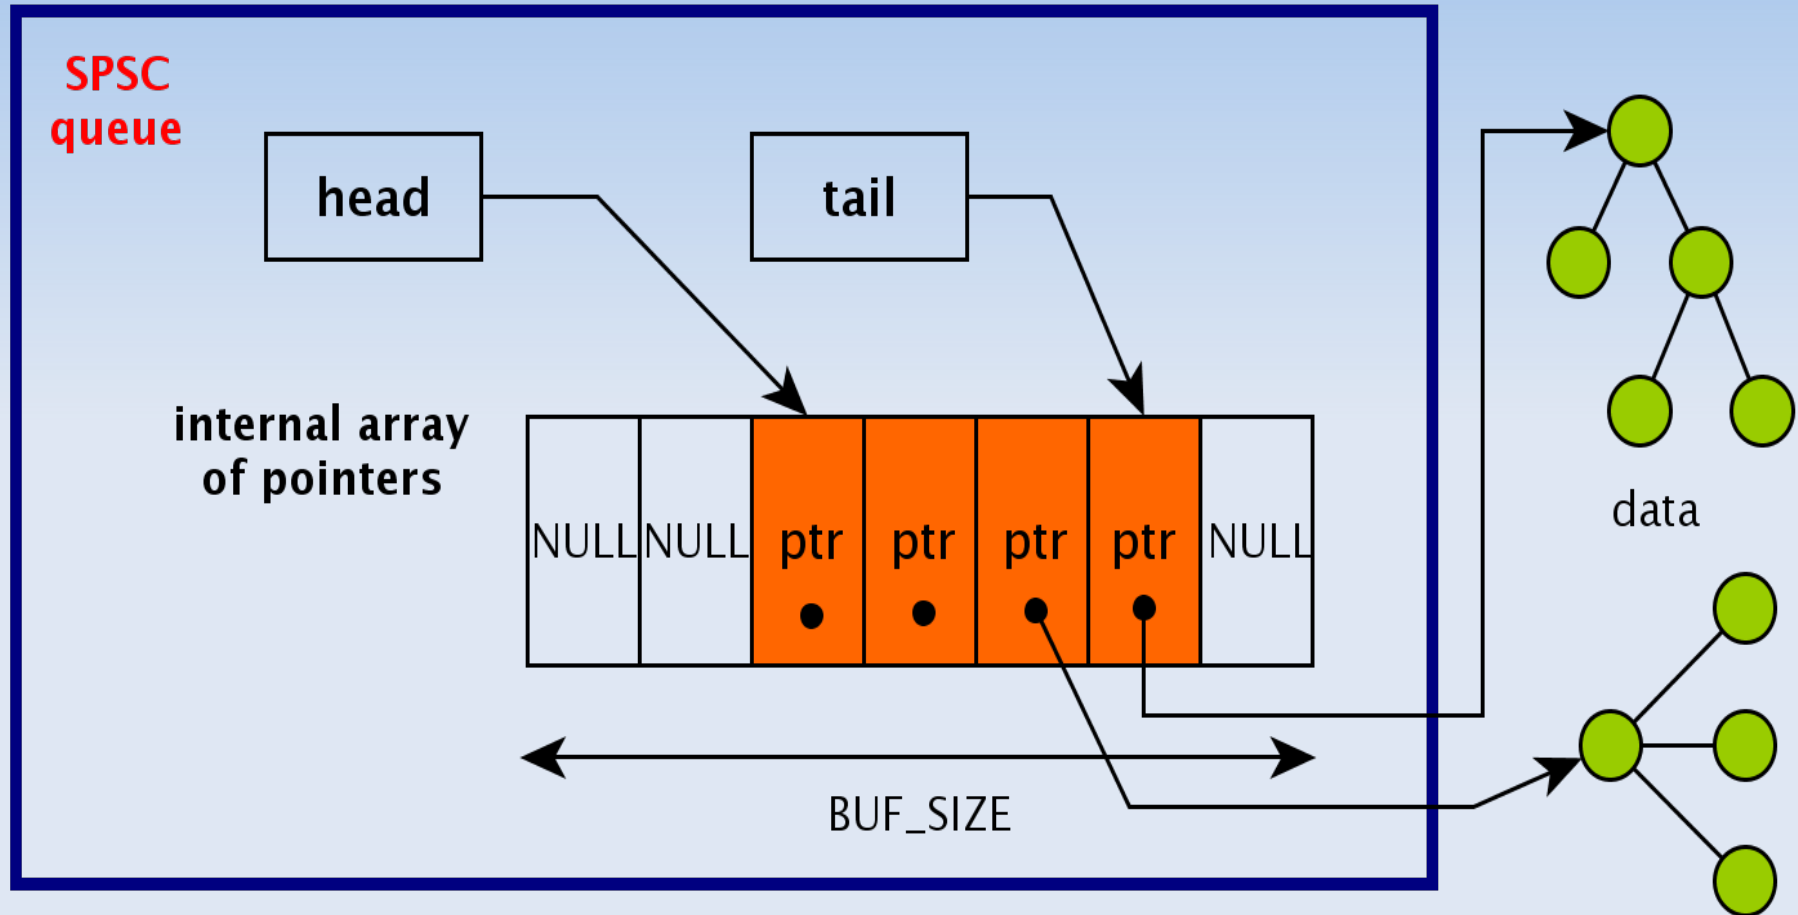 SPSC
queue
head
tail
internal array
of pointers
NULL NULL ptr ptr ptr ptr NULL
data
BUF_SIZE